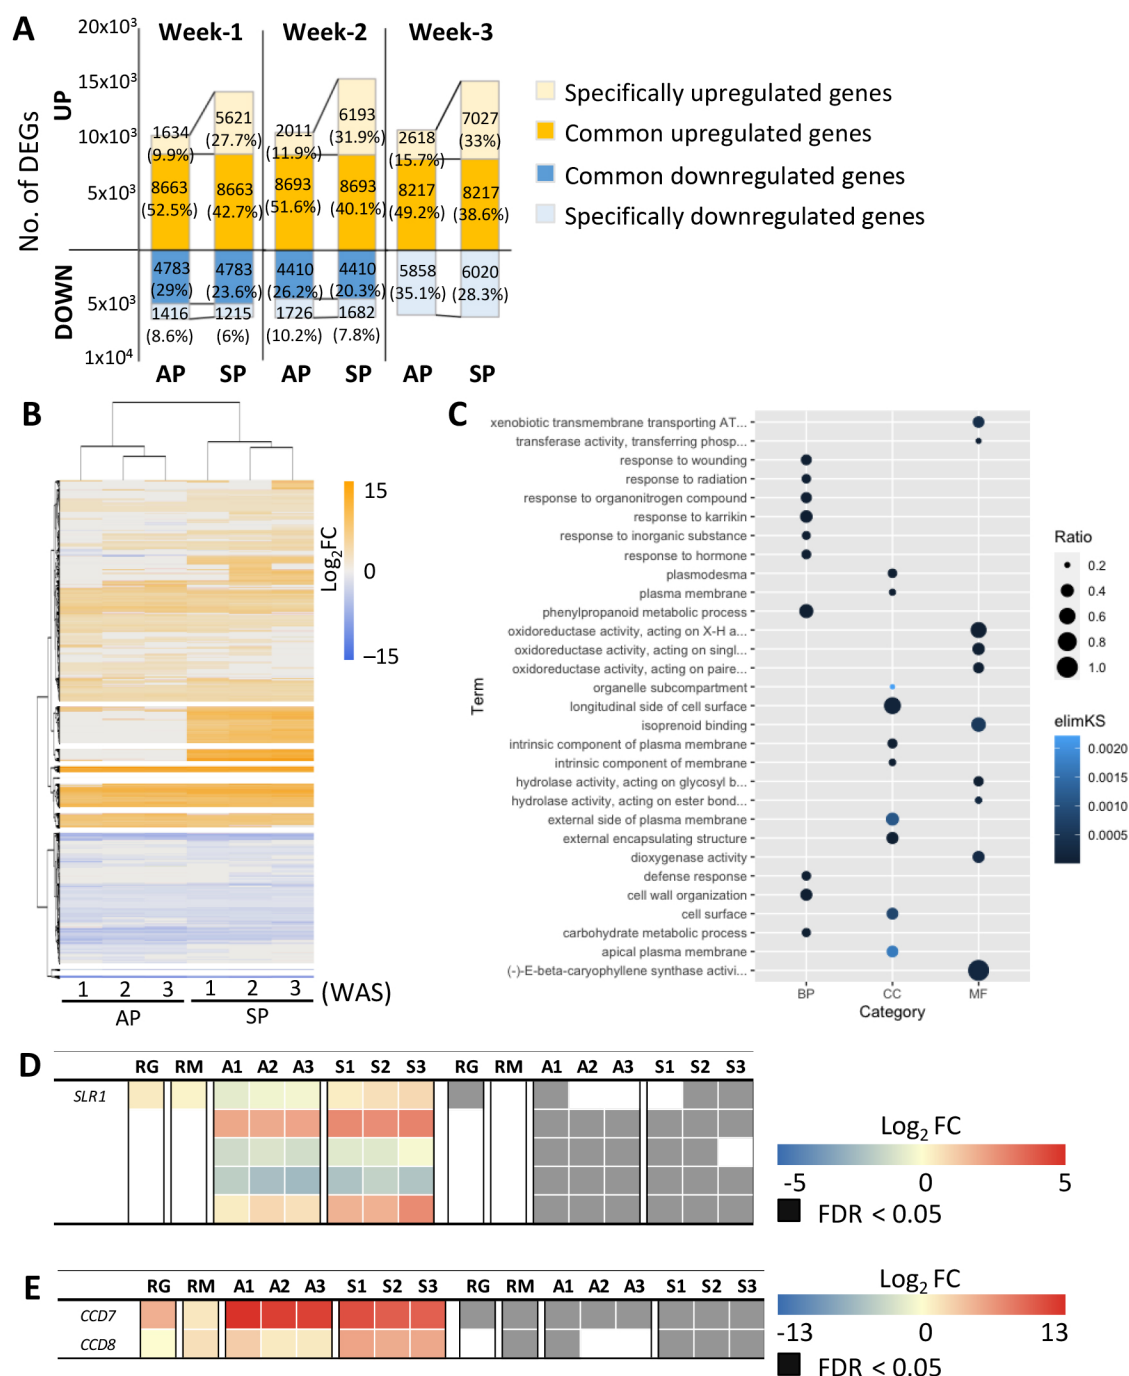 A
20x10³
15x10³
10x10³
5x10³
5x10³
1x10⁴
No. of DEGs
UP
DOWN
Week-1
Week-2
Week-3
1634
(9.9%)
5621
(27.7%)
2011
(11.9%)
6193
(31.9%)
2618
(15.7%)
7027
(33%)
8663
(52.5%)
8663
(42.7%)
8693
(51.6%)
8693
(40.1%)
8217
(49.2%)
8217
(38.6%)
4783
(29%)
4783
(23.6%)
4410
(26.2%)
4410
(20.3%)
5858
(35.1%)
6020
(28.3%)
1416
(8.6%)
1215
(6%)
1726
(10.2%)
1682
(7.8%)
AP SP AP SP AP SP
Specifically upregulated genes
Common upregulated genes
Common downregulated genes
Specifically downregulated genes
B
Log₂FC
15
0
–15
1 2 3 1 2 3 (WAS)
AP SP
C
Term
xenobiotic transmembrane transporting AT...
transferase activity, transferring phosp...
response to wounding
response to radiation
response to organonitrogen compound
response to karrikin
response to inorganic substance
response to hormone
plasmodesma
plasma membrane
phenylpropanoid metabolic process
oxidoreductase activity, acting on X-H a...
oxidoreductase activity, acting on singl...
oxidoreductase activity, acting on paire...
organelle subcompartment
longitudinal side of cell surface
isoprenoid binding
intrinsic component of plasma membrane
intrinsic component of membrane
hydrolase activity, acting on glycosyl b...
hydrolase activity, acting on ester bond...
external side of plasma membrane
external encapsulating structure
dioxygenase activity
defense response
cell wall organization
cell surface
carbohydrate metabolic process
apical plasma membrane
(-)-E-beta-caryophyllene synthase activi...
BP CC MF
Category
Ratio
0.2
0.4
0.6
0.8
1.0
elimKS
0.0020
0.0015
0.0010
0.0005
D
RG RM A1 A2 A3 S1 S2 S3 RG RM A1 A2 A3 S1 S2 S3
SLR1
Log₂ FC
-5 0 5
FDR < 0.05
E
RG RM A1 A2 A3 S1 S2 S3 RG RM A1 A2 A3 S1 S2 S3
CCD7
CCD8
Log₂ FC
-13 0 13
FDR < 0.05